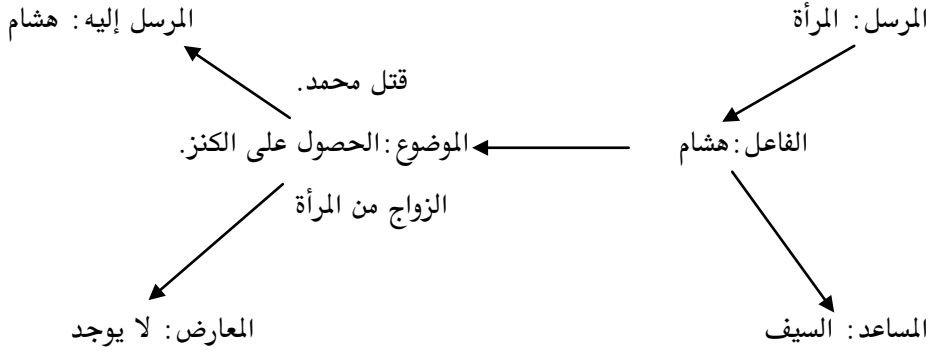 المرسل: المرأة
المرسل إليه: هشام
قتل محمد.
الفاعل: هشام
الموضوع: الحصول على الكنز.
الزواج من المرأة
المساعد: السيف
المعارض: لا يوجد